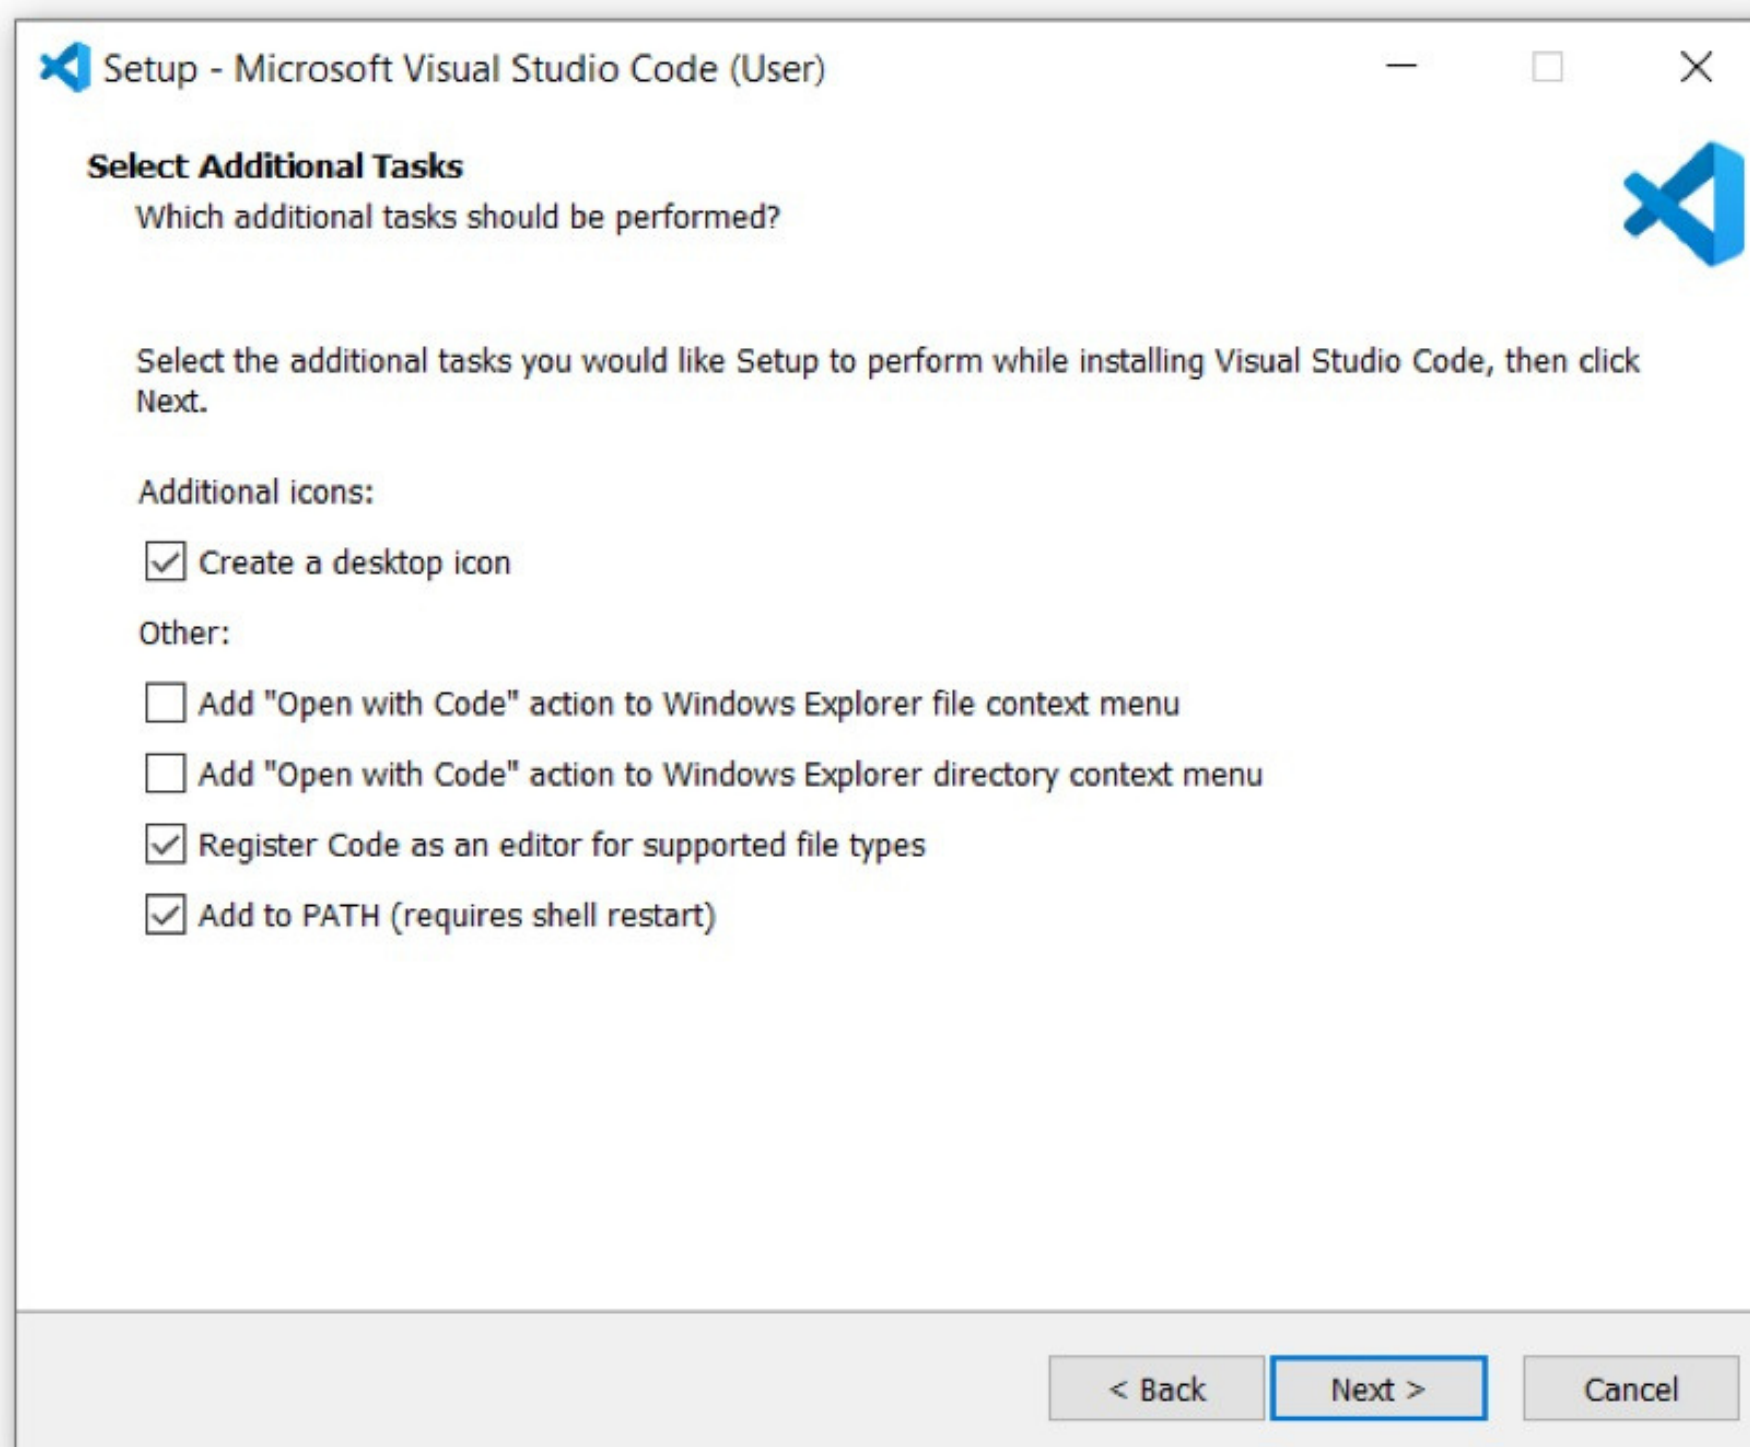 Setup - Microsoft Visual Studio Code (User)
Select Additional Tasks
Which additional tasks should be performed?
Select the additional tasks you would like Setup to perform while installing Visual Studio Code, then click
Next.
Additional icons:
Create a desktop icon
Other:
Add "Open with Code" action to Windows Explorer file context menu
Add "Open with Code" action to Windows Explorer directory context menu
Register Code as an editor for supported file types
Add to PATH (requires shell restart)
< Back
Next >
Cancel